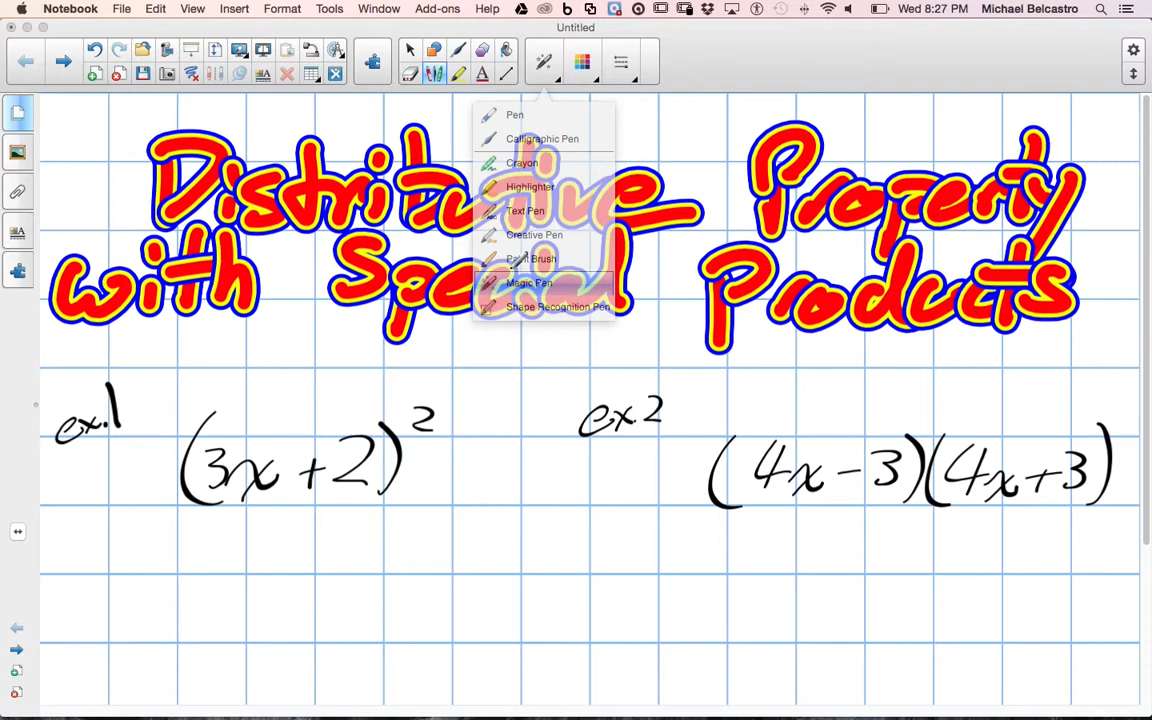 Notebook File Edit View Insert Format Tools Window Add-ons Help Wed 8:27 PM Michael Belcastro
Untitled
Pen
Calligraphic Pen
Crayon
Highlighter
Text Pen
Creative Pen
Paint Brush
Magic Pen
Shape Recognition Pen
Distributive Property
with Special Products
ex.1 (3x+2)² ex.2 (4x-3)(4x+3)